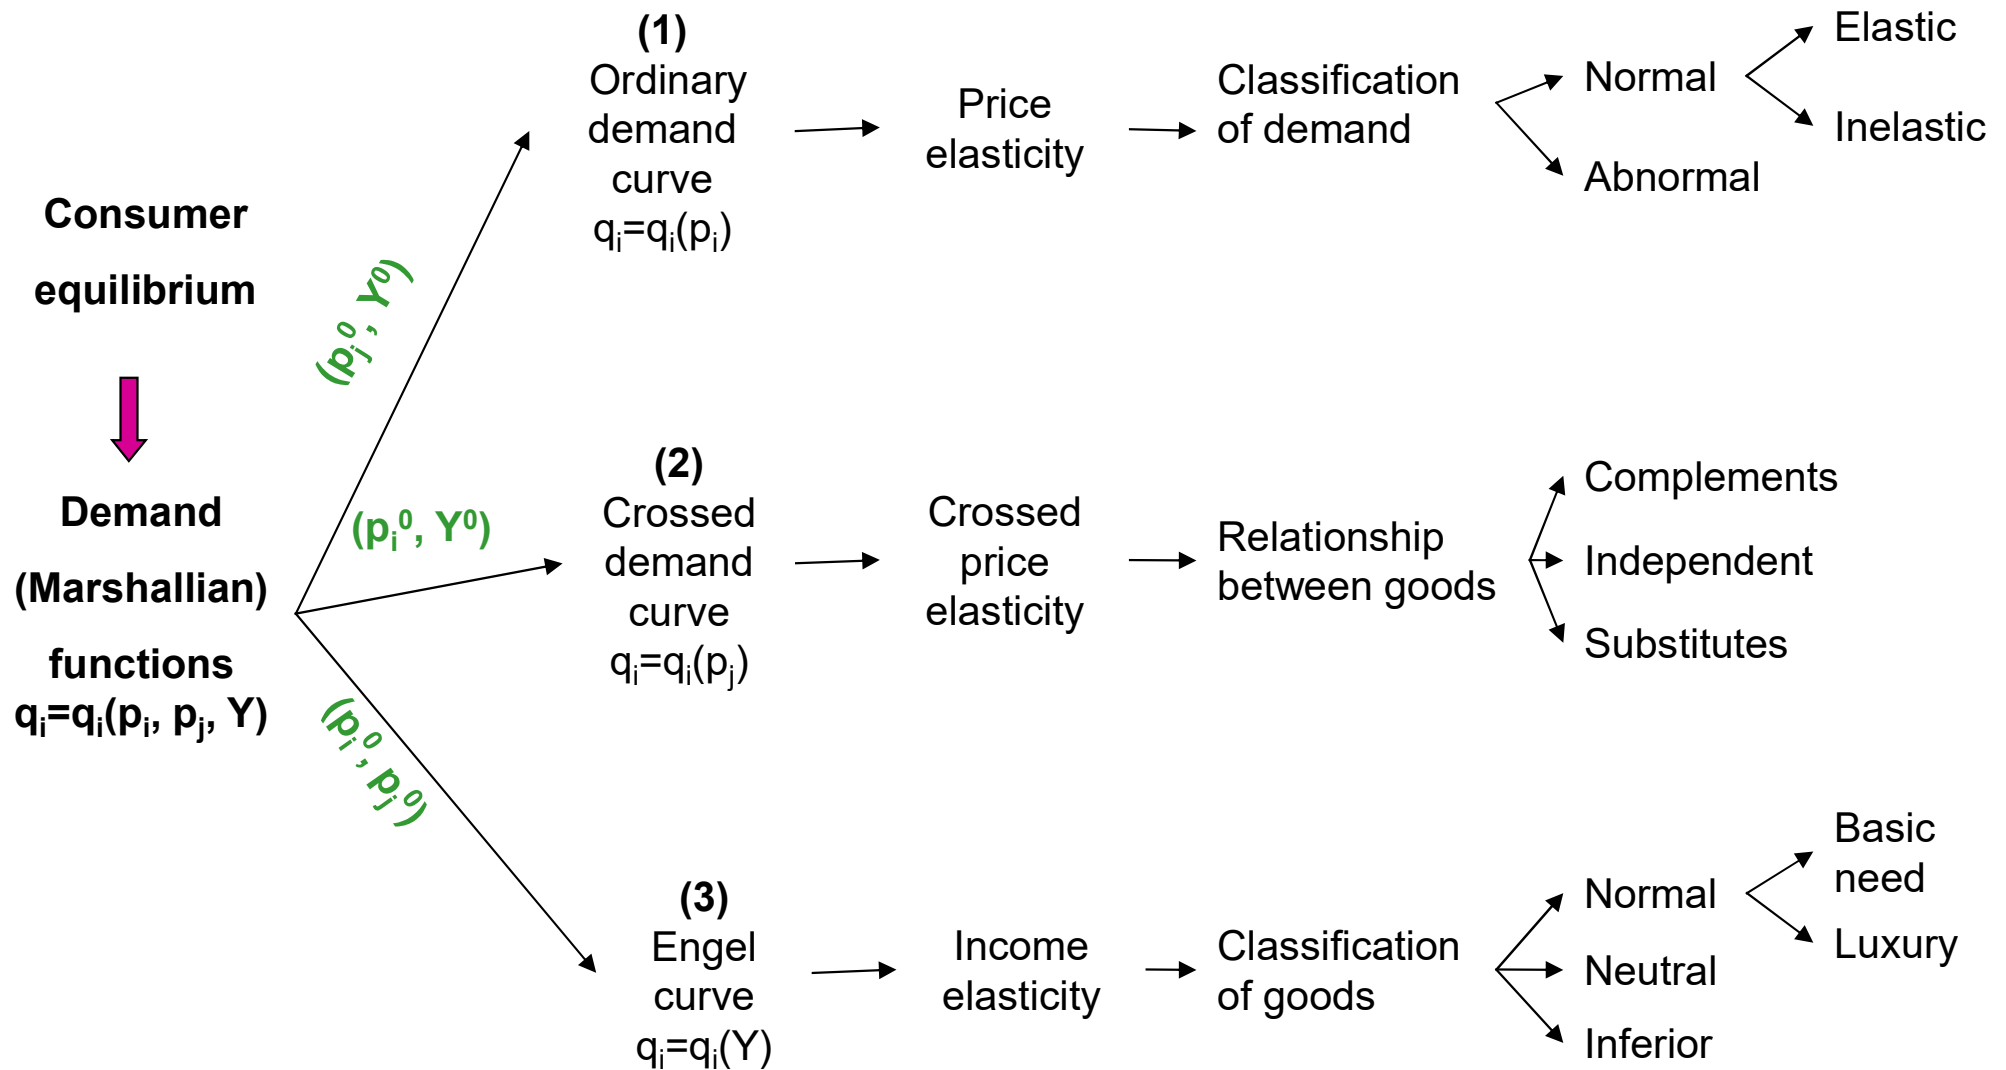 Consumer
equilibrium
Demand
(Marshallian)
functions
qᵢ=qᵢ(pᵢ, pⱼ, Y)
(pⱼ⁰, Y⁰)
(pᵢ⁰, Y⁰)
(pᵢ⁰, pⱼ⁰)
(1)
Ordinary
demand
curve
qᵢ=qᵢ(pᵢ)
Price
elasticity
Classification
of demand
Normal
Abnormal
Elastic
Inelastic
(2)
Crossed
demand
curve
qᵢ=qᵢ(pⱼ)
Crossed
price
elasticity
Relationship
between goods
Complements
Independent
Substitutes
(3)
Engel
curve
qᵢ=qᵢ(Y)
Income
elasticity
Classification
of goods
Normal
Neutral
Inferior
Basic
need
Luxury